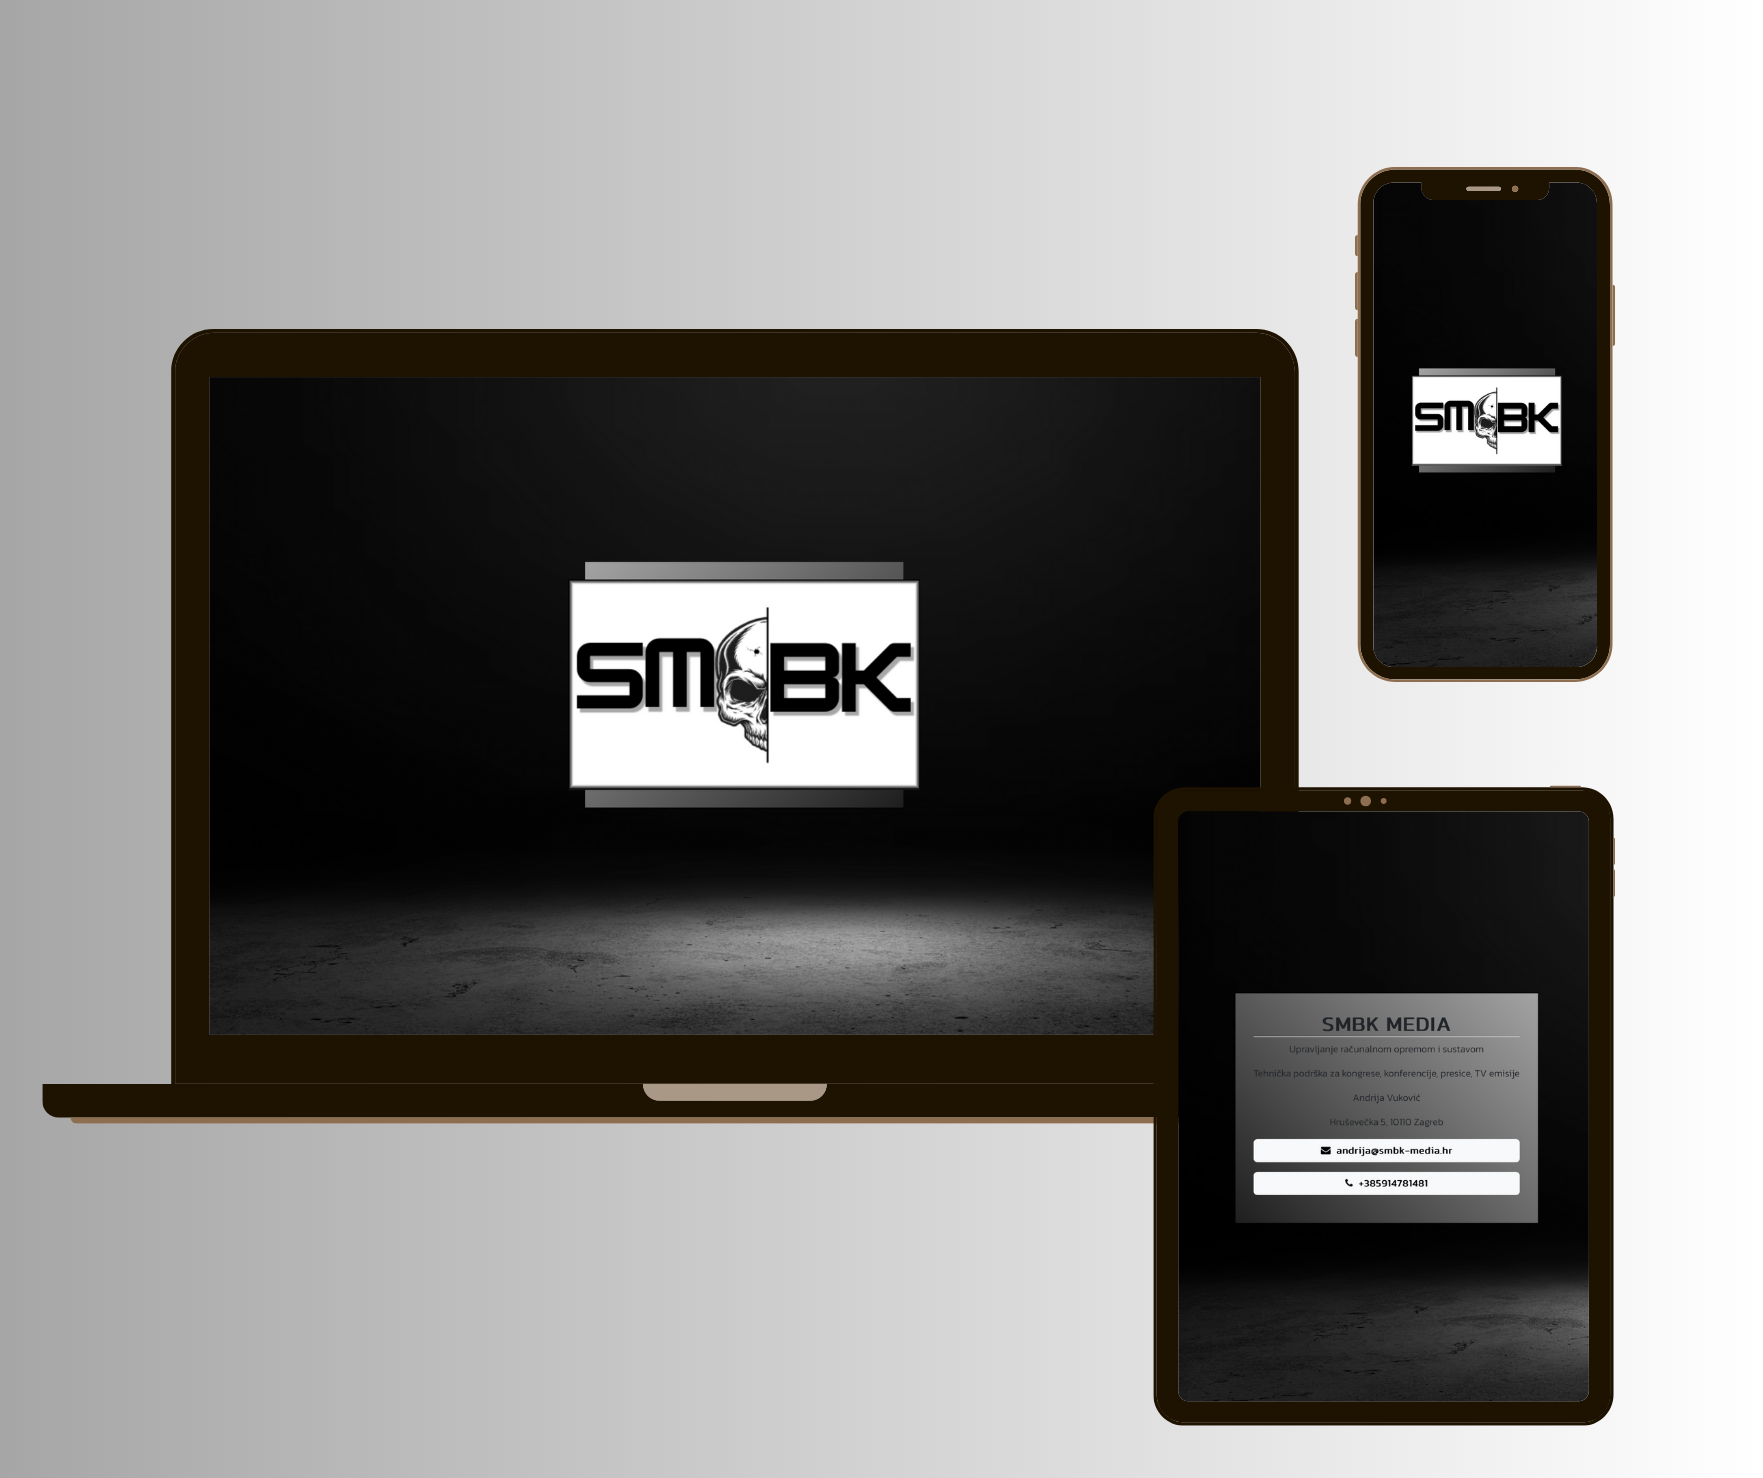 SMBK
SMBK
SMBK MEDIA
Upravljanje računalnom opremom i sustavom
Tehnička podrška za kongrese, konferencije, presice, TV emisije
Andrija Vuković
Hruševečka 5, 10110 Zagreb
andrija@smbk-media.hr
+385914781481